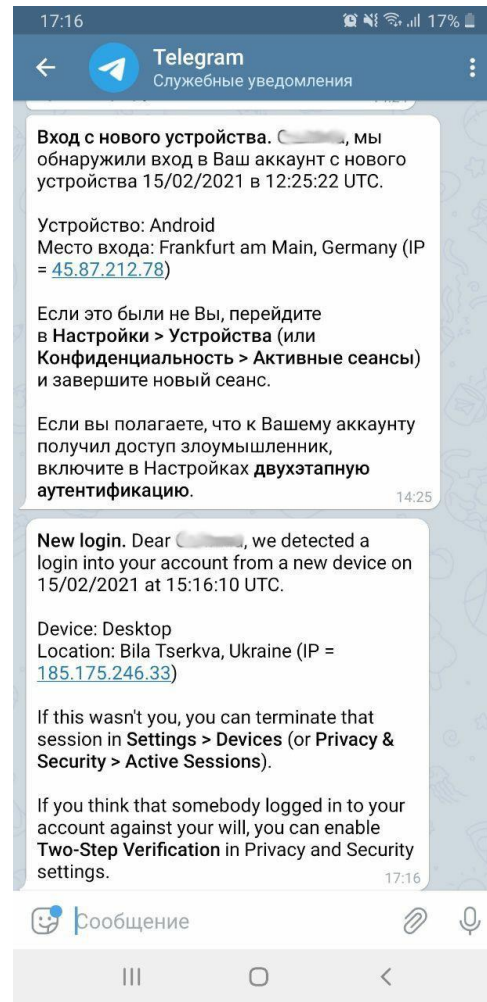 17:16
17%
Telegram
Служебные уведомления
Вход с нового устройства. , мы
обнаружили вход в Ваш аккаунт с нового
устройства 15/02/2021 в 12:25:22 UTC.
Устройство: Android
Место входа: Frankfurt am Main, Germany (IP
= 45.87.212.78)
Если это были не Вы, перейдите
в Настройки > Устройства (или
Конфиденциальность > Активные сеансы)
и завершите новый сеанс.
Если вы полагаете, что к Вашему аккаунту
получил доступ злоумышленник,
включите в Настройках двухэтапную
аутентификацию.
14:25
New login. Dear , we detected a
login into your account from a new device on
15/02/2021 at 15:16:10 UTC.
Device: Desktop
Location: Bila Tserkva, Ukraine (IP =
185.175.246.33)
If this wasn't you, you can terminate that
session in Settings > Devices (or Privacy &
Security > Active Sessions).
If you think that somebody logged in to your
account against your will, you can enable
Two-Step Verification in Privacy and Security
settings.
17:16
Сообщение